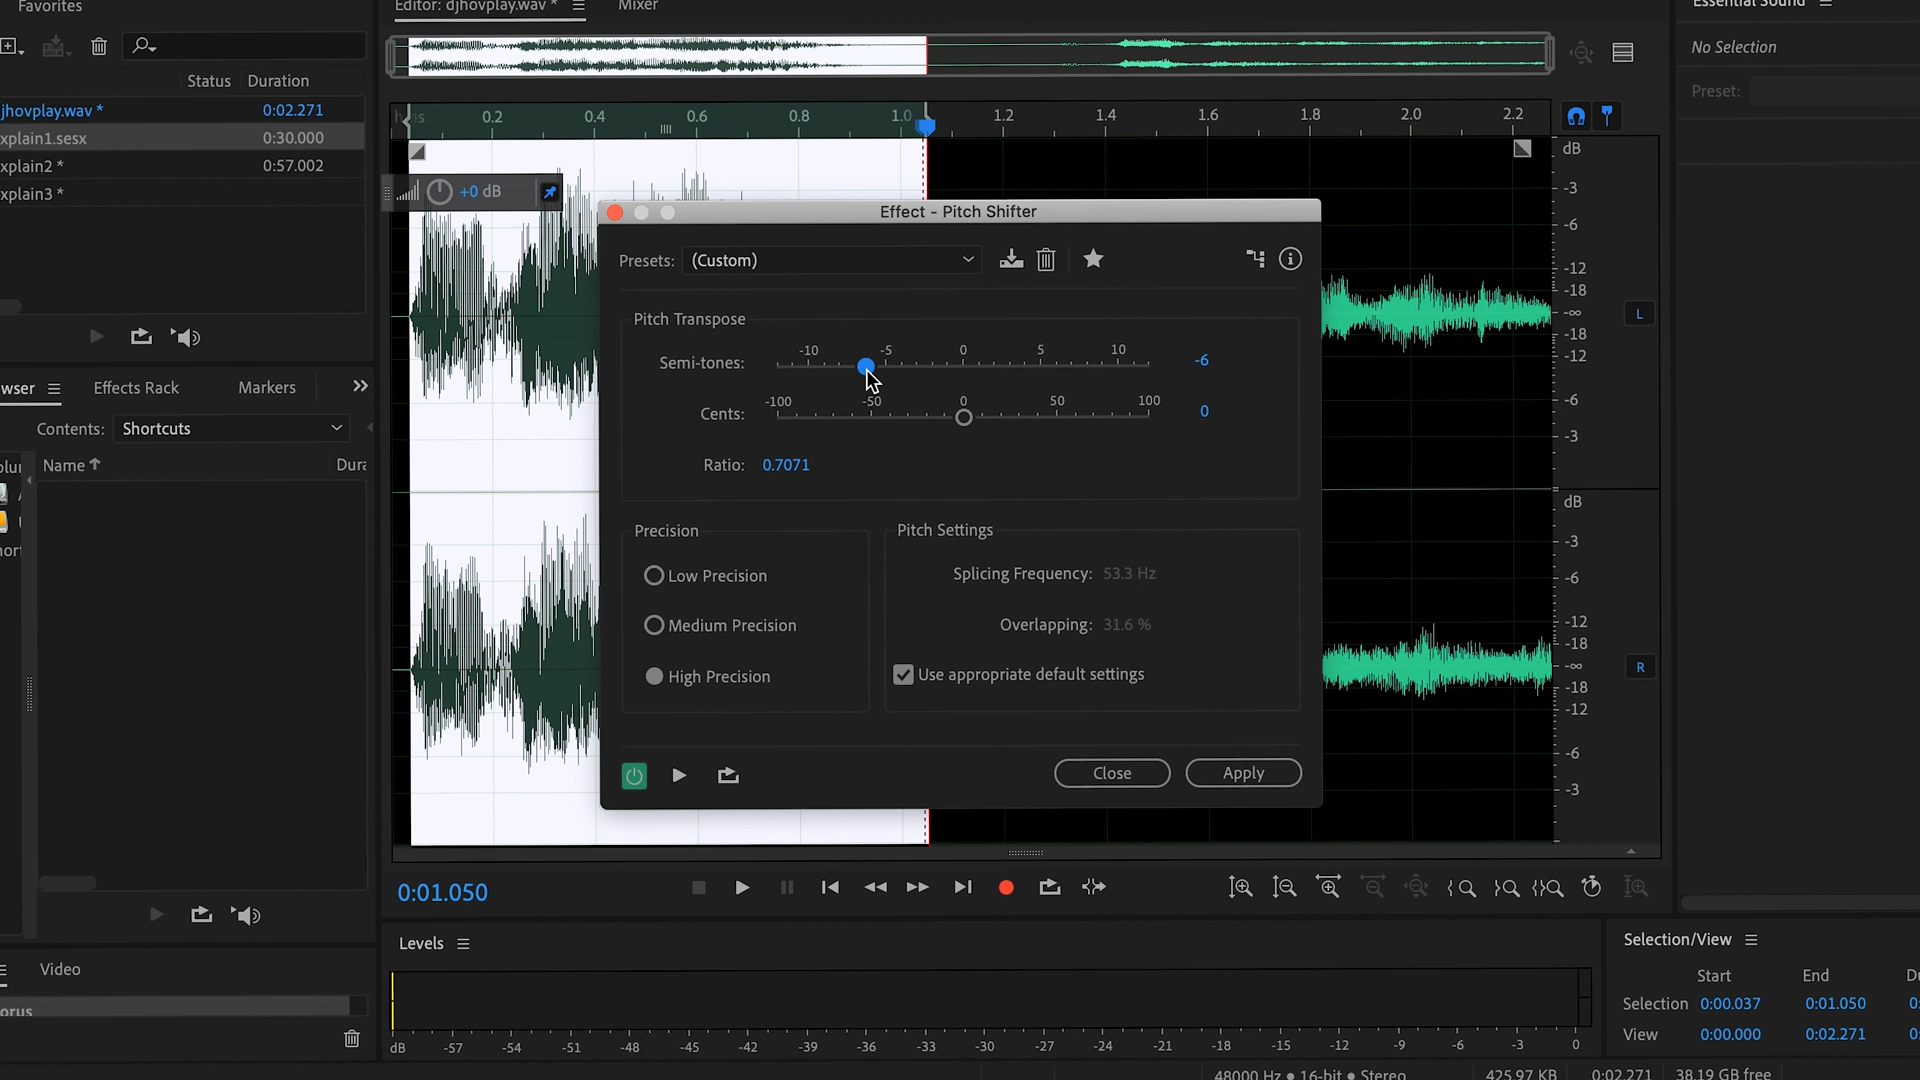 Favorites
Editor: djhovplay.wav *
Mixer
Essential Sound
No Selection
Preset:
Status
Duration
jhovplay.wav *
0:02.271
xplain1.sesx
0:30.000
xplain2 *
0:57.002
xplain3 *
0.2
0.4
0.6
0.8
1.0
1.2
1.4
1.6
1.8
2.0
2.2
+0 dB
dB
-3
-6
-12
-18
-∞
-18
-12
-6
-3
L
dB
-3
-6
-12
-18
-∞
-18
-12
-6
-3
R
Effect - Pitch Shifter
Presets:
(Custom)
Pitch Transpose
Semi-tones:
-10
-5
0
5
10
-6
Cents:
-100
-50
0
50
100
0
Ratio:
0.7071
Precision
Low Precision
Medium Precision
High Precision
Pitch Settings
Splicing Frequency: 53.3 Hz
Overlapping: 31.6 %
Use appropriate default settings
Close
Apply
wser
Effects Rack
Markers
Contents:
Shortcuts
Name
Dura
Video
orus
0:01.050
Levels
dB
-57
-54
-51
-48
-45
-42
-39
-36
-33
-30
-27
-24
-21
-18
-15
-12
-9
-6
-3
0
Selection/View
Start
End
Selection
0:00.037
0:01.050
View
0:00.000
0:02.271
48000 Hz • 16-bit • Stereo
425.97 KB
0:02.271
38.19 GB free